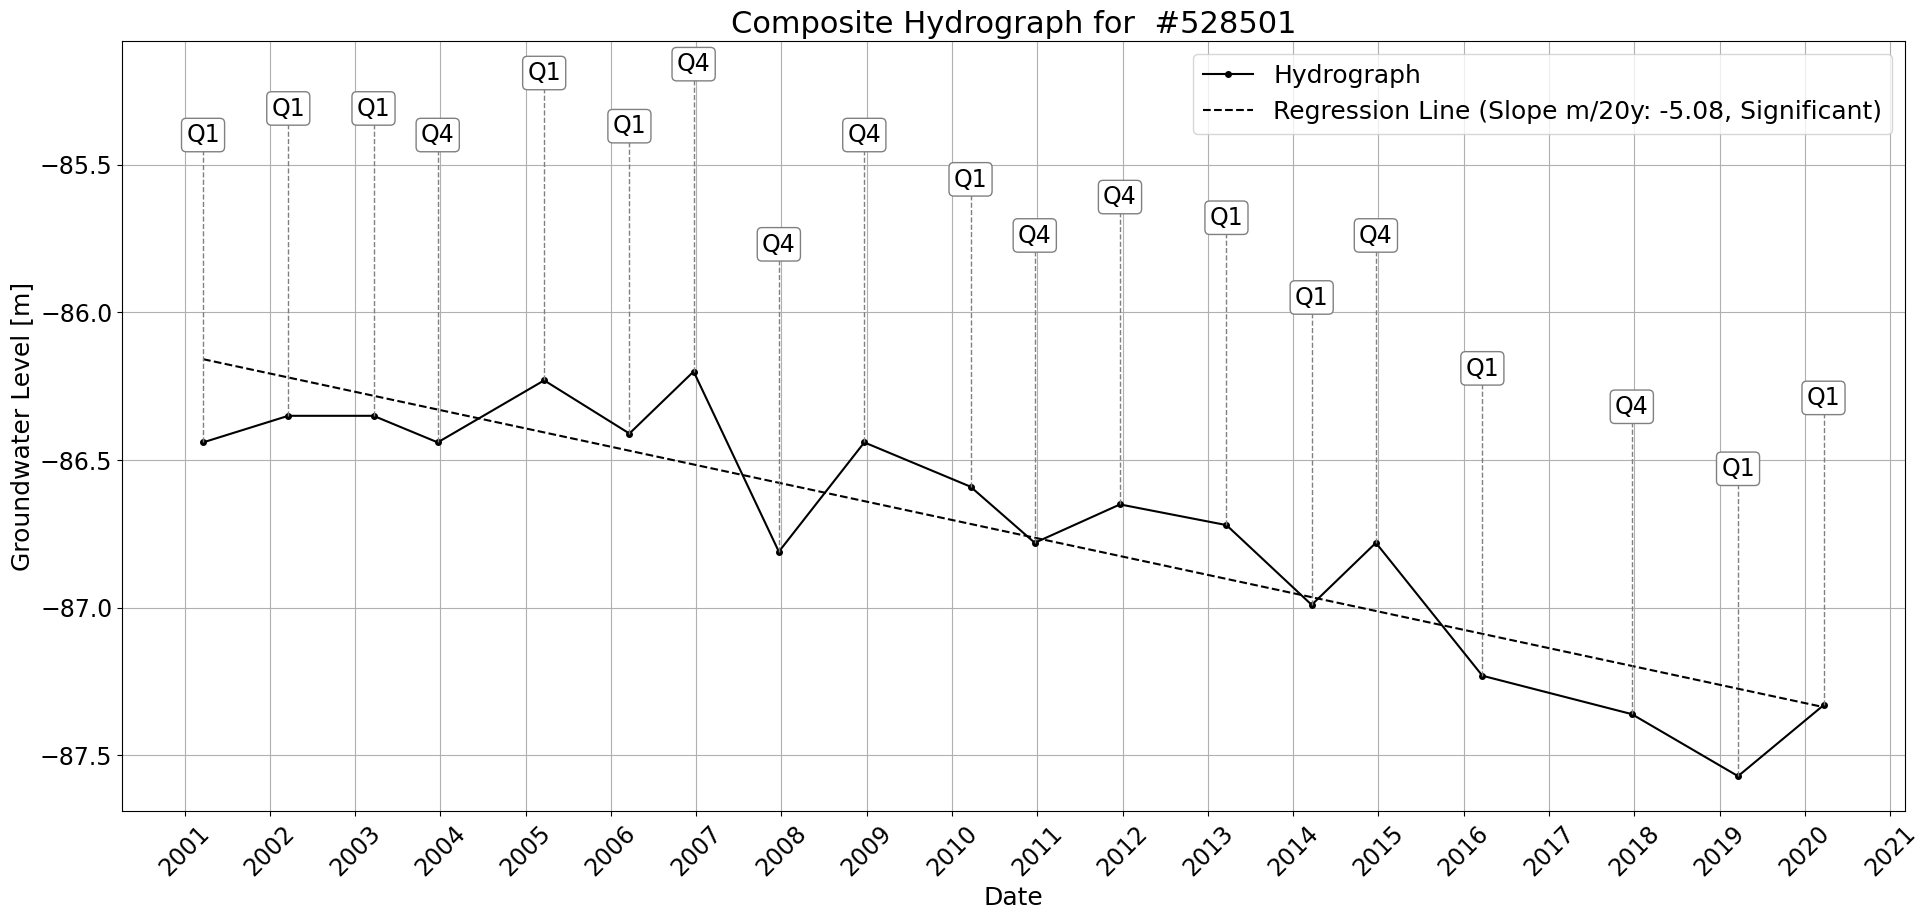 Composite Hydrograph for  #528501
Hydrograph
Regression Line (Slope m/20y: -5.08, Significant)
Q1
Q1
Q1
Q4
Q1
Q1
Q4
Q4
Q4
Q1
Q4
Q4
Q1
Q1
Q4
Q1
Q4
Q1
Q1
Groundwater Level [m]
−85.5
−86.0
−86.5
−87.0
−87.5
2001
2002
2003
2004
2005
2006
2007
2008
2009
2010
2011
2012
2013
2014
2015
2016
2017
2018
2019
2020
2021
Date